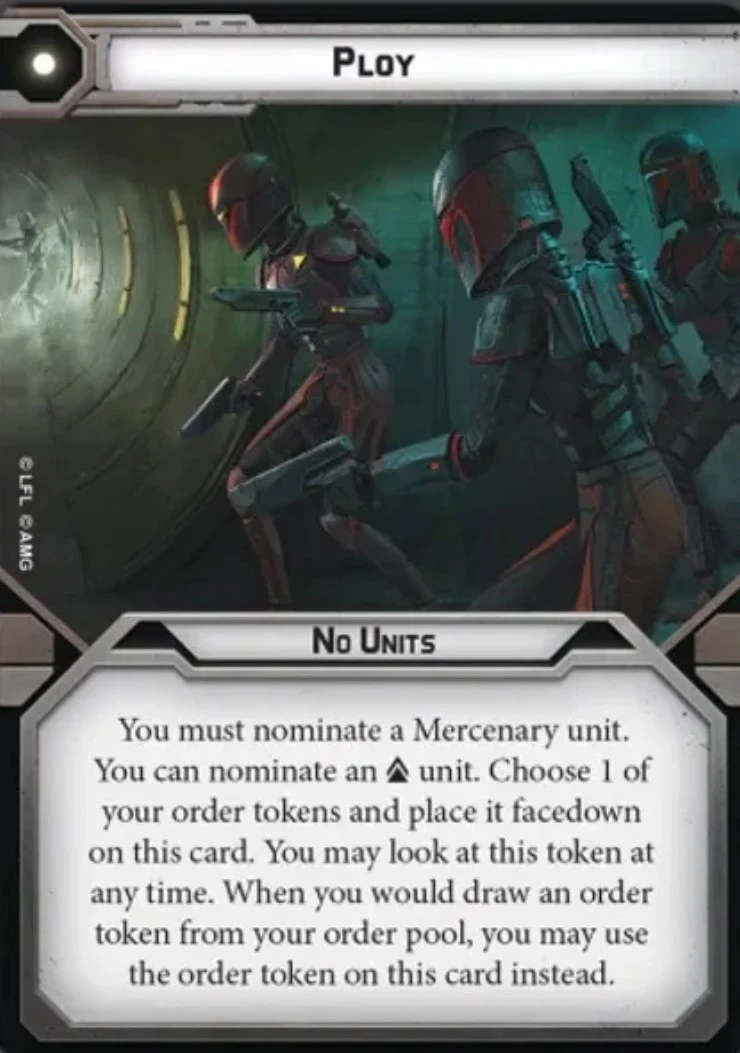 Ploy
© LFL © AMG
No Units
You must nominate a Mercenary unit.
You can nominate an unit. Choose 1 of
your order tokens and place it facedown
on this card. You may look at this token at
any time. When you would draw an order
token from your order pool, you may use
the order token on this card instead.